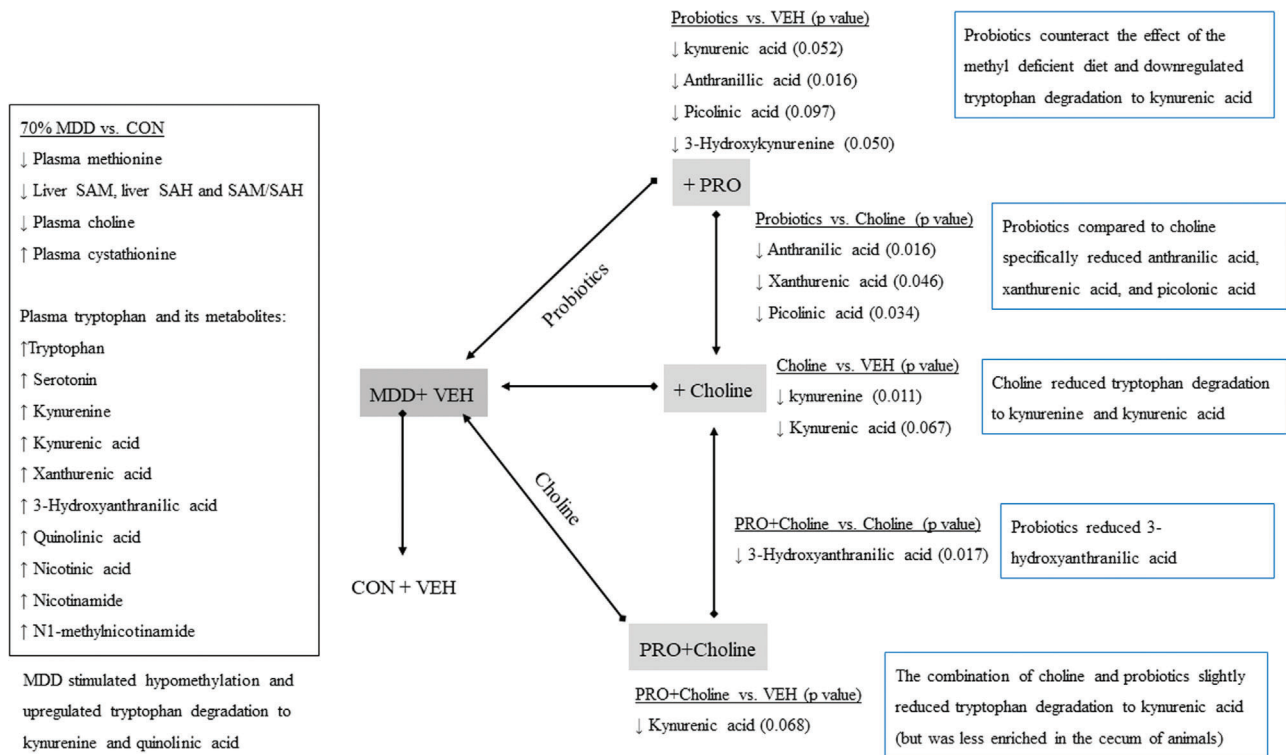 70% MDD vs. CON
↓ Plasma methionine
↓ Liver SAM, liver SAH and SAM/SAH
↓ Plasma choline
↑ Plasma cystathionine
Plasma tryptophan and its metabolites:
↑Tryptophan
↑ Serotonin
↑ Kynurenine
↑ Kynurenic acid
↑ Xanthurenic acid
↑ 3-Hydroxyanthranilic acid
↑ Quinolinic acid
↑ Nicotinic acid
↑ Nicotinamide
↑ N1-methylnicotinamide
MDD stimulated hypomethylation and
upregulated tryptophan degradation to
kynurenine and quinolinic acid
MDD+ VEH
CON + VEH
Probiotics
Choline
Probiotics vs. VEH (p value)
↓ kynurenic acid (0.052)
↓ Anthranillic acid (0.016)
↓ Picolinic acid (0.097)
↓ 3-Hydroxykynurenine (0.050)
+ PRO
Probiotics vs. Choline (p value)
↓ Anthranilic acid (0.016)
↓ Xanthurenic acid (0.046)
↓ Picolinic acid (0.034)
+ Choline
Choline vs. VEH (p value)
↓ kynurenine (0.011)
↓ Kynurenic acid (0.067)
PRO+Choline vs. Choline (p value)
↓ 3-Hydroxyanthranilic acid (0.017)
PRO+Choline
PRO+Choline vs. VEH (p value)
↓ Kynurenic acid (0.068)
Probiotics counteract the effect of the
methyl deficient diet and downregulated
tryptophan degradation to kynurenic acid
Probiotics compared to choline
specifically reduced anthranilic acid,
xanthurenic acid, and picolonic acid
Choline reduced tryptophan degradation
to kynurenine and kynurenic acid
Probiotics reduced 3-
hydroxyanthranilic acid
The combination of choline and probiotics slightly
reduced tryptophan degradation to kynurenic acid
(but was less enriched in the cecum of animals)